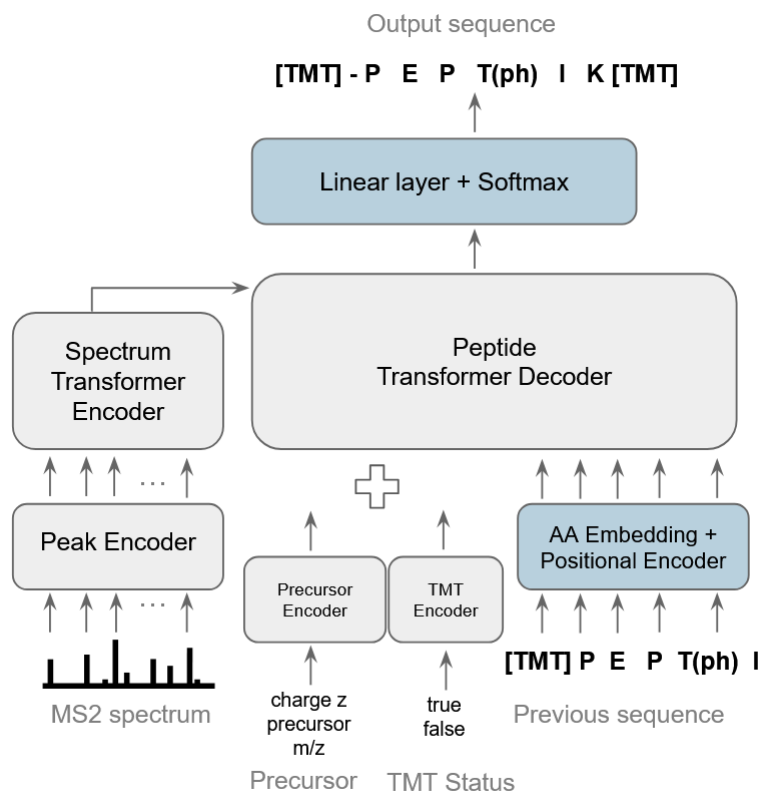 Output sequence
[TMT] - P E P T(ph) I K [TMT]
Linear layer + Softmax
Spectrum
Transformer
Encoder
Peptide
Transformer Decoder
...
Peak Encoder
AA Embedding +
Positional Encoder
Precursor
Encoder
TMT
Encoder
...
[TMT] P E P T(ph) I
MS2 spectrum
charge z
precursor
m/z
true
false
Previous sequence
Precursor
TMT Status